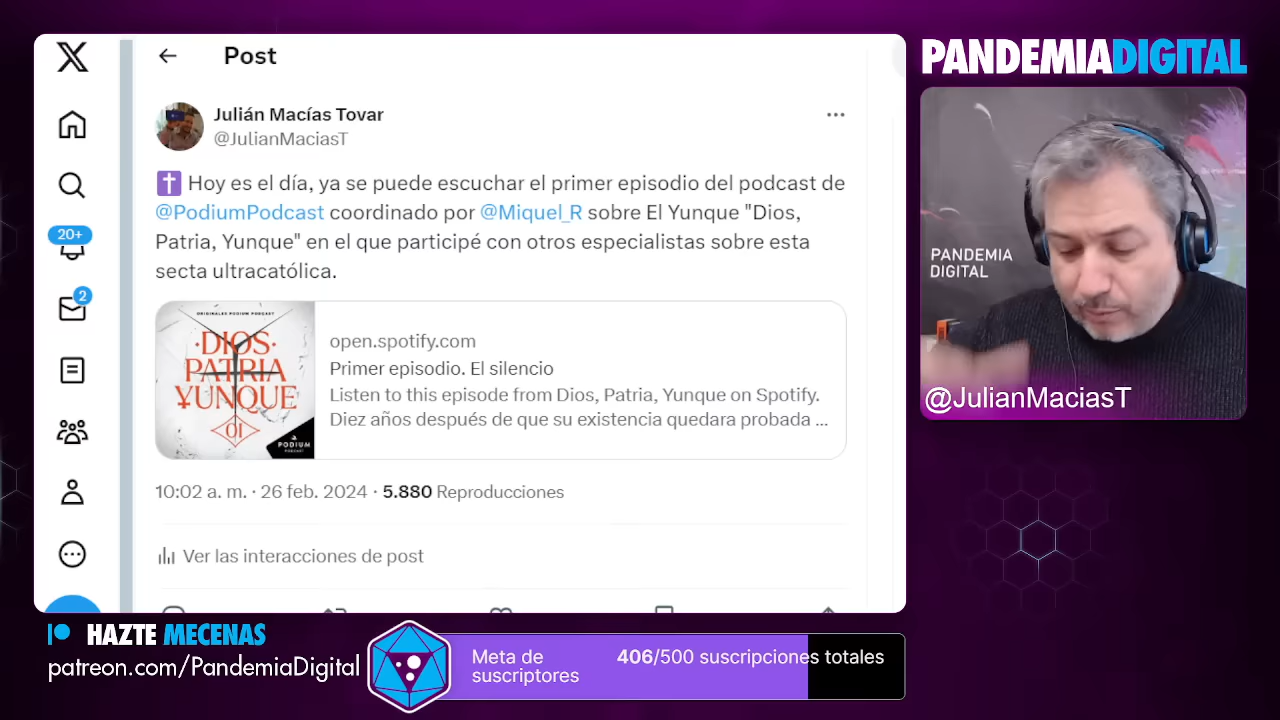 Post
Julián Macías Tovar
@JulianMaciasT
Hoy es el día, ya se puede escuchar el primer episodio del podcast de
@PodiumPodcast coordinado por @Miquel_R sobre El Yunque "Dios,
Patria, Yunque" en el que participé con otros especialistas sobre esta
secta ultracatólica.
ORIGINALES PODIUM PODCAST
·DIOS·
PATRIA
YUNQUE
01
PODIUM
PODCAST
open.spotify.com
Primer episodio. El silencio
Listen to this episode from Dios, Patria, Yunque on Spotify.
Diez años después de que su existencia quedara probada ...
10:02 a. m. · 26 feb. 2024 · 5.880 Reproducciones
Ver las interacciones de post
20+
2
PANDEMIADIGITAL
PANDEMIA
DIGITAL
@JulianMaciasT
HAZTE MECENAS
patreon.com/PandemiaDigital
Meta de
suscriptores
406/500 suscripciones totales